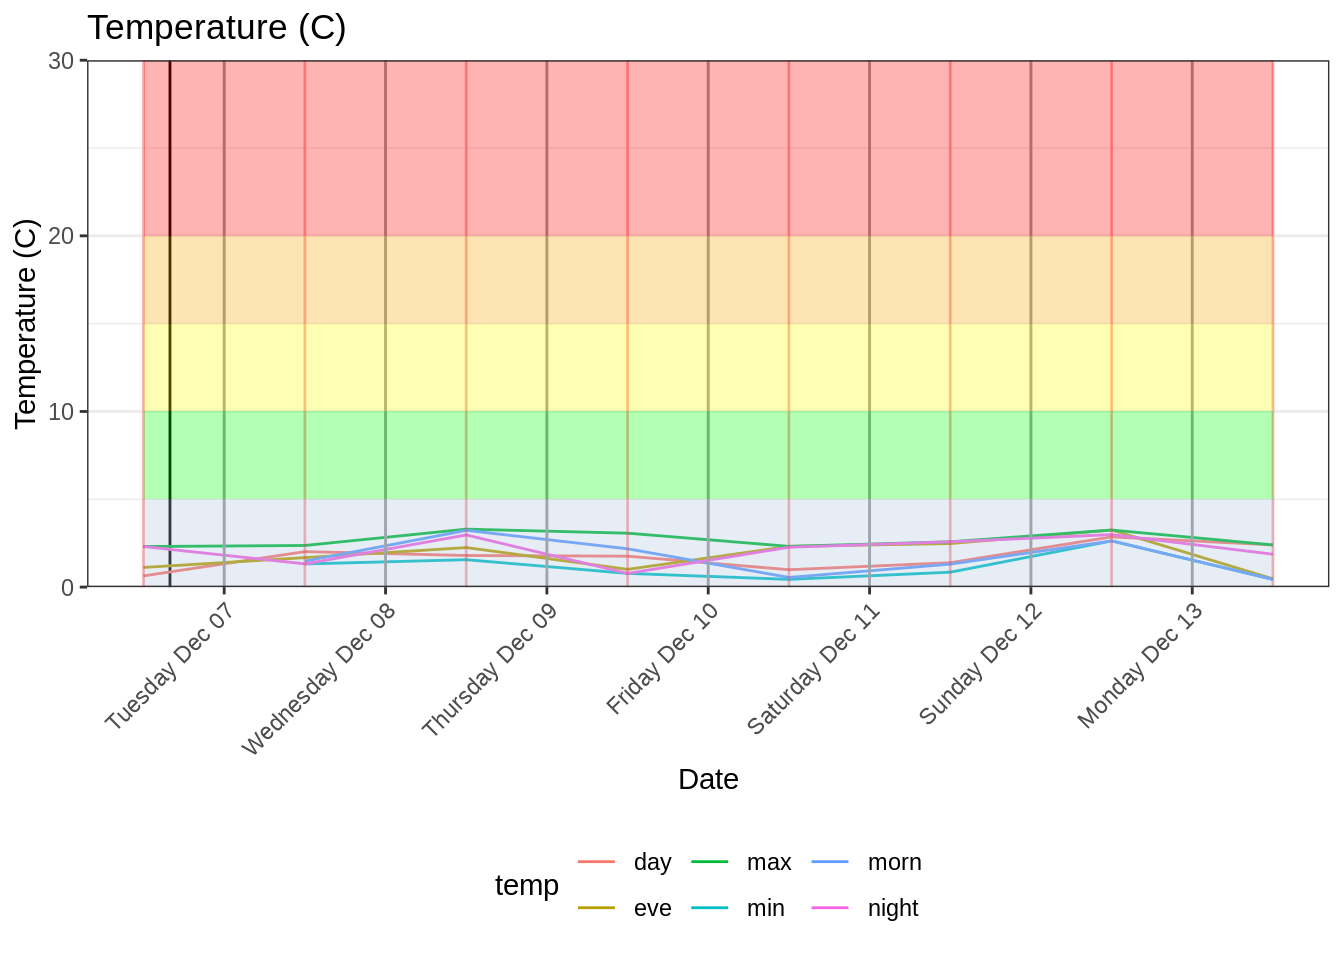 Temperature (C)
Temperature (C)
30
20
10
0
Tuesday Dec 07
Wednesday Dec 08
Thursday Dec 09
Friday Dec 10
Saturday Dec 11
Sunday Dec 12
Monday Dec 13
Date
temp
day
max
morn
eve
min
night